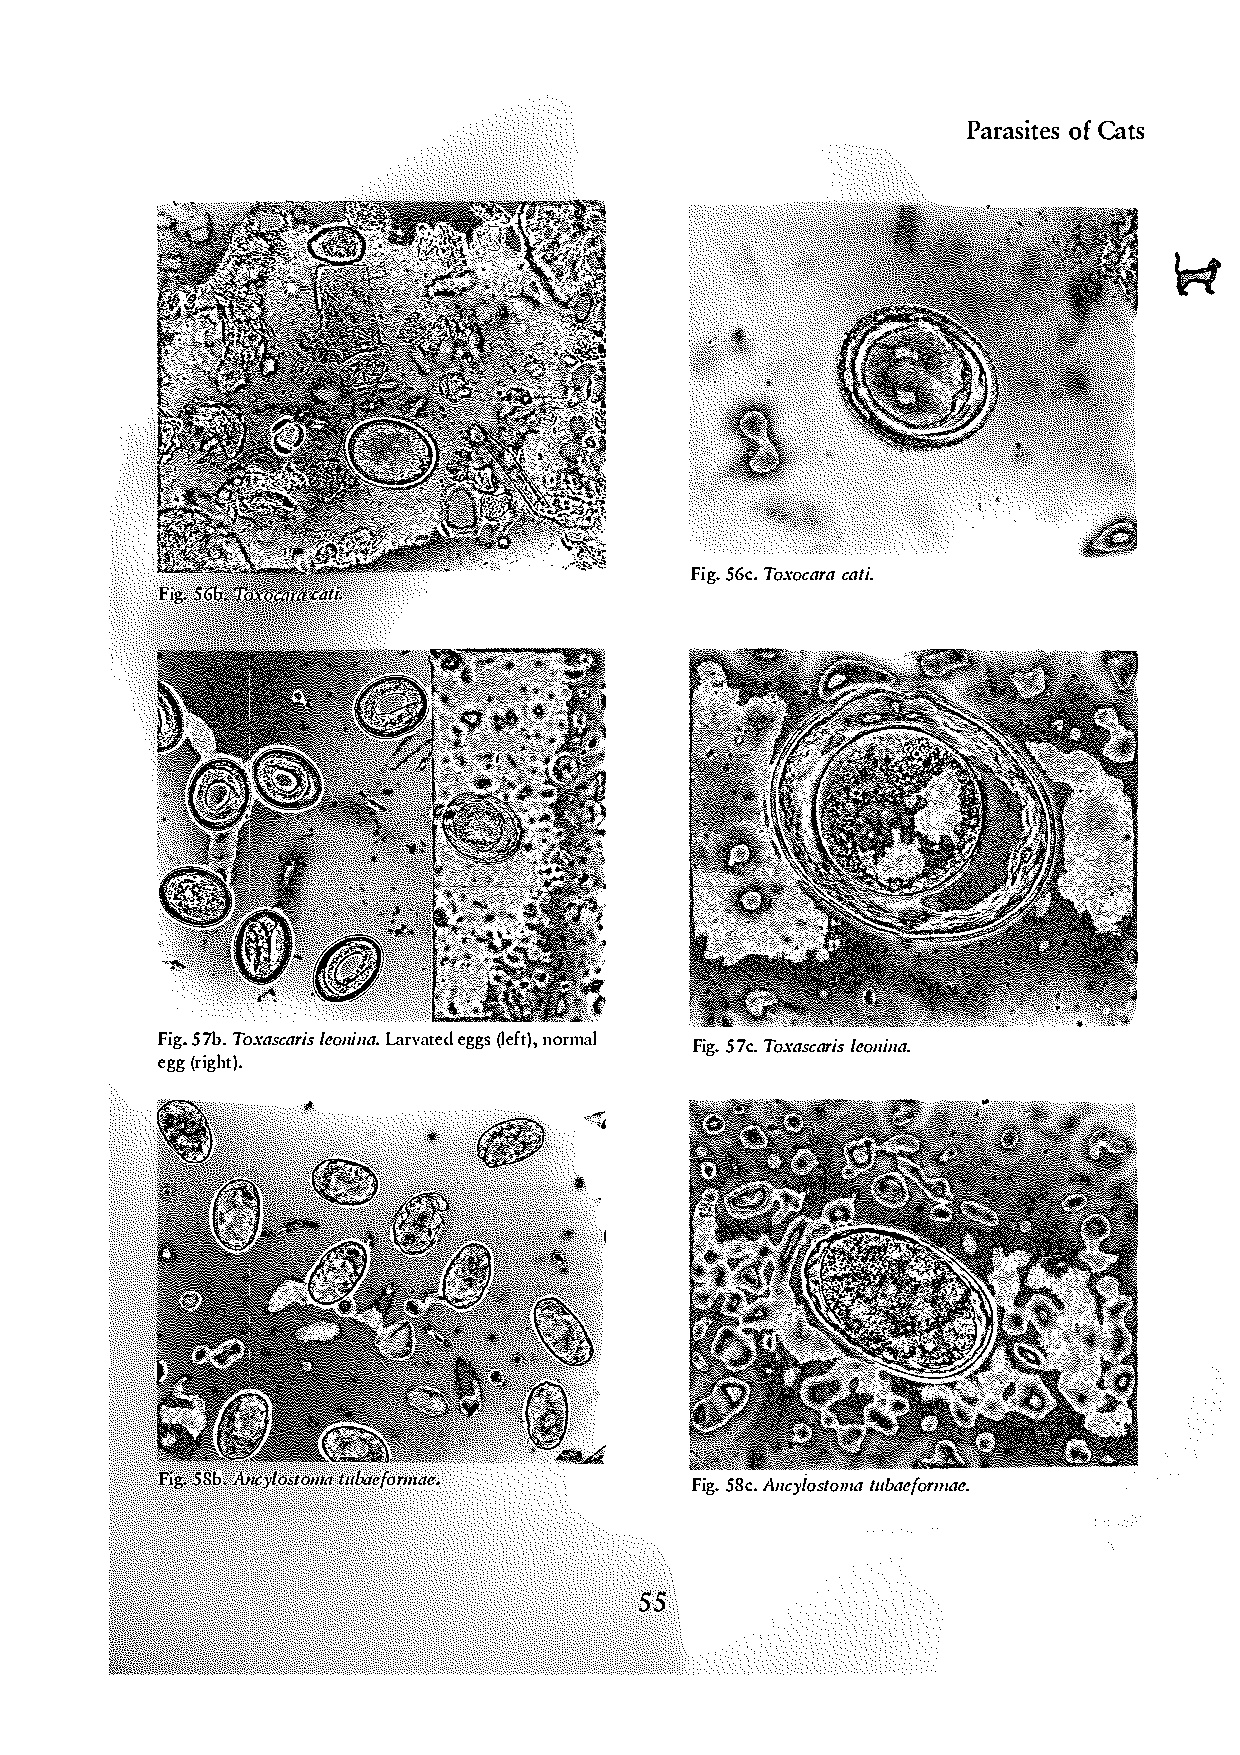 Parasites of Cats
Fig. 56b. Toxocara cati.
Fig. 56c. Toxocara cati.
Fig. 57b. Toxascaris leonina. Larvated eggs (left), normal
egg (right).
Fig. 57c. Toxascaris leonina.
Fig. 58b. Ancylostoma tubaeformae.
Fig. 58c. Ancylostoma tubaeformae.
55